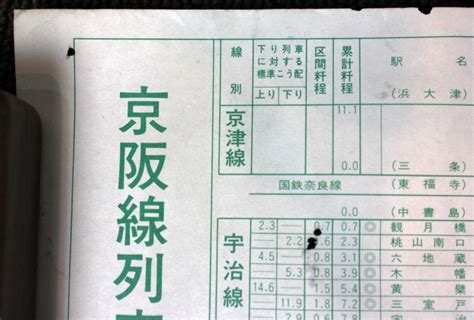 京阪線列
線別
下り列車
に対する
標準こう配
上り 下り
区間粁程
累計粁程
駅名
(浜大津)
京津線
11.1
0.0 (三条)
国鉄奈良線 (東福寺)
0.0 (中書島)
宇治線
2.3 — 0.7 0.7 ◎ 観月橋
— 2.2 .6 2.3 桃山南口
— — 0.8 3.1 ◎ 六地蔵
— 5.3 0.8 3.9 ◎ 木幡
14.6 — 1.5 5.4 ◎ 黄檗
— 11.9 1.8 7.2 ◎ 三室戸